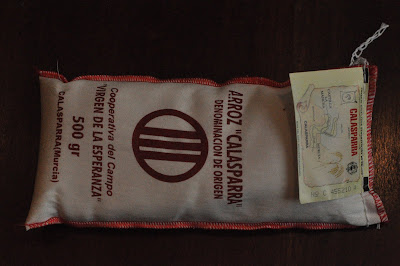 ARROZ "CALASPARRA"
DENOMINACION DE ORIGEN
Cooperativa del Campo
VIRGEN DE LA ESPERANZA"
500 gr
CALASPARRA (Murcia)
CALASPARRA